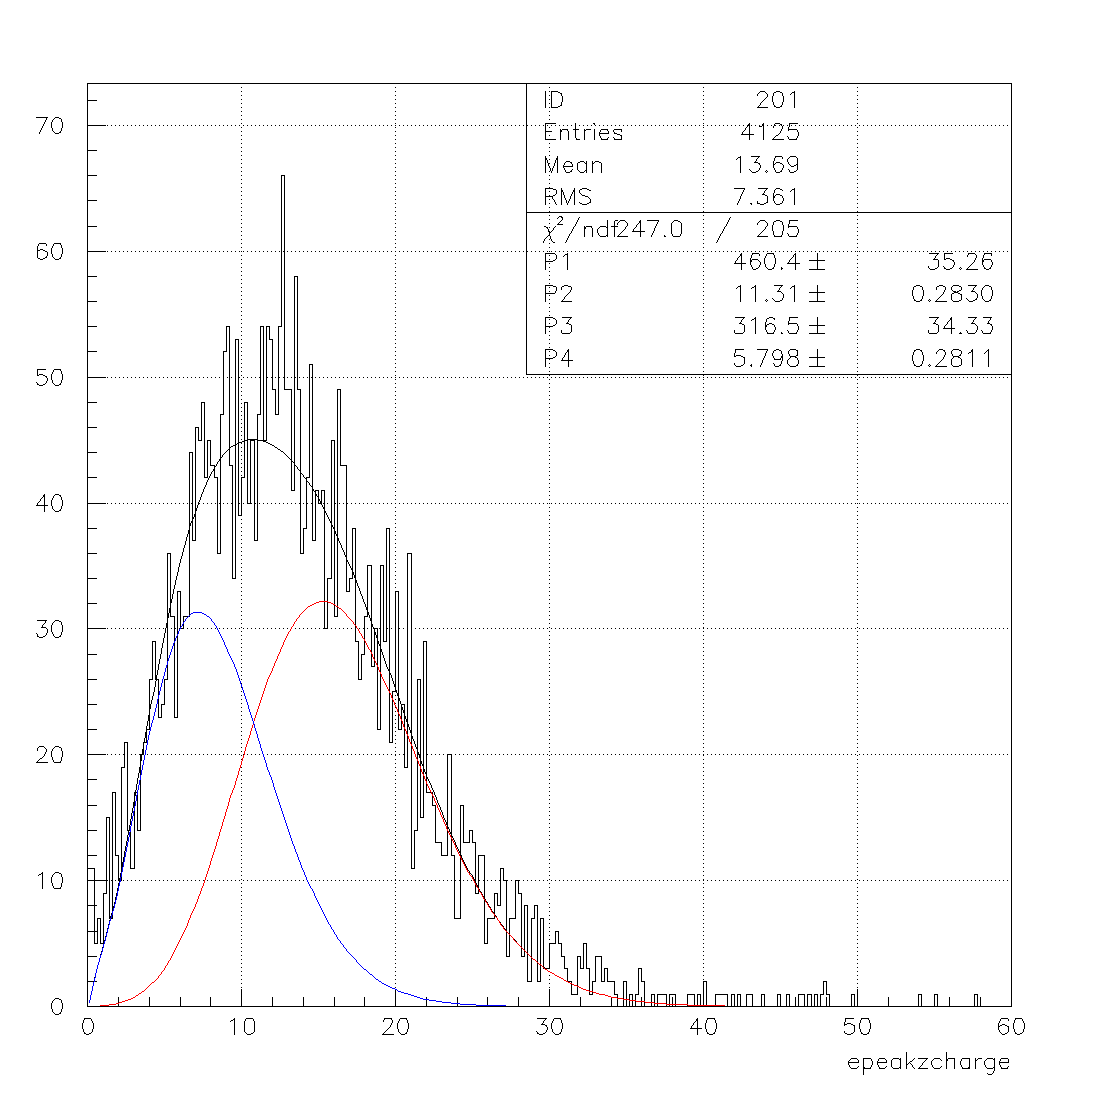 ID 201
Entries 4125
Mean 13.69
RMS 7.361
χ²/ndf247.0 / 205
P1 460.4 ± 35.26
P2 11.31 ± 0.2830
P3 316.5 ± 34.33
P4 5.798 ± 0.2811
70
60
50
40
30
20
10
0
0 10 20 30 40 50 60
epeakzcharge